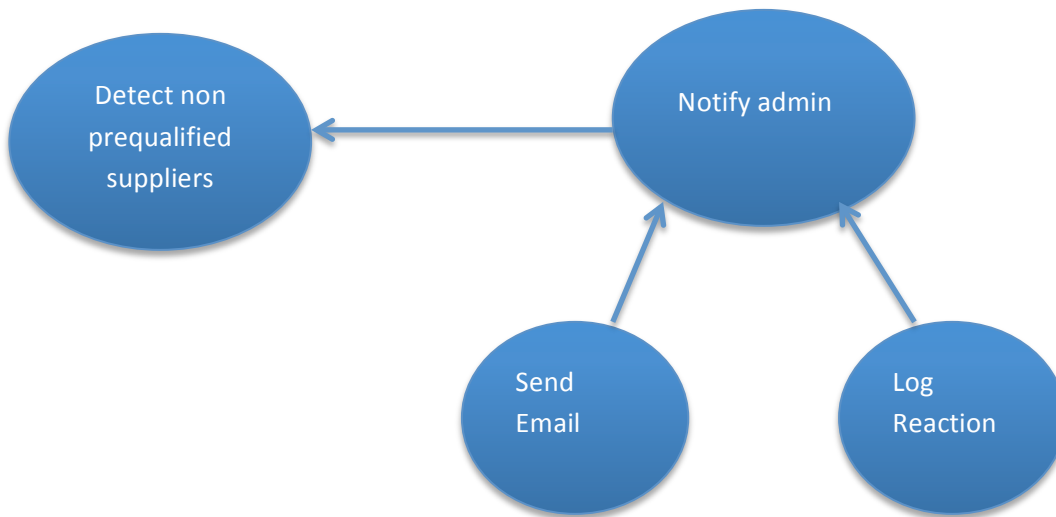 Detect non
prequalified
suppliers
Notify admin
Send
Email
Log
Reaction